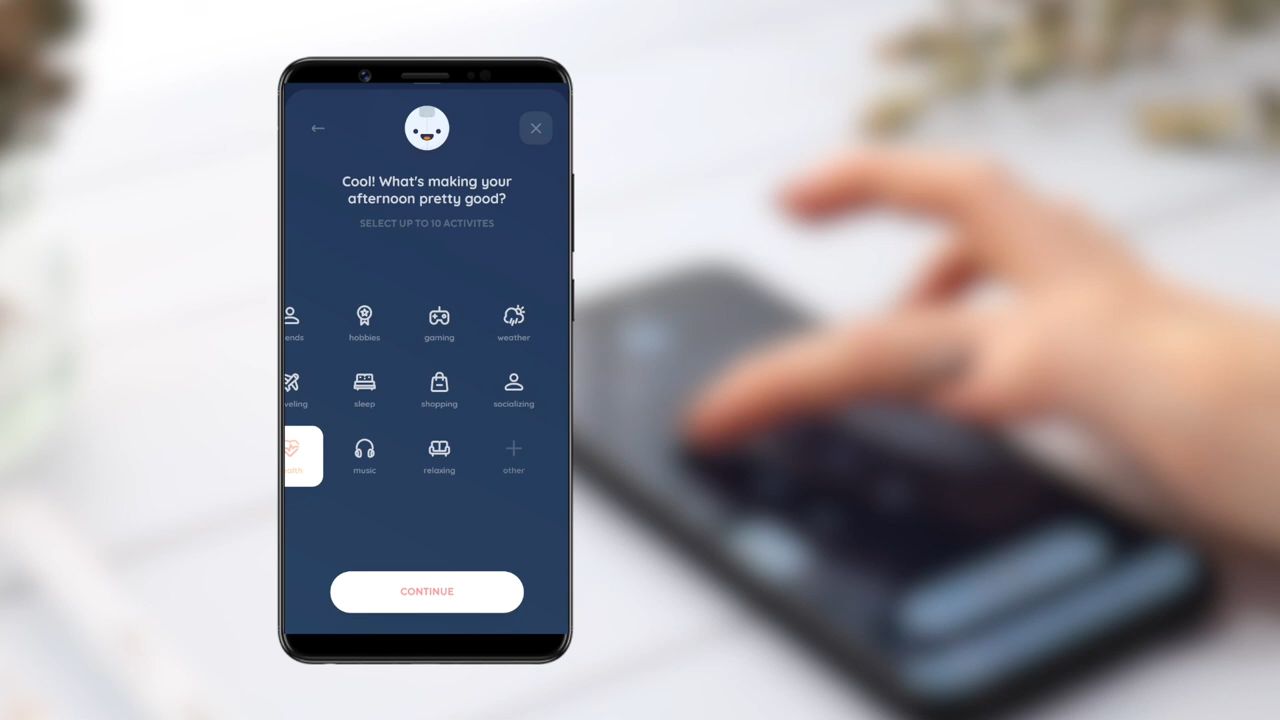 Cool! What's making your
afternoon pretty good?
SELECT UP TO 10 ACTIVITES
ends hobbies gaming weather
veling sleep shopping socializing
ealth music relaxing other
CONTINUE